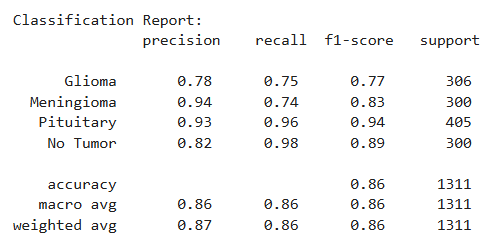 Classification Report:
precision recall f1-score support
Glioma 0.78 0.75 0.77 306
Meningioma 0.94 0.74 0.83 300
Pituitary 0.93 0.96 0.94 405
No Tumor 0.82 0.98 0.89 300
accuracy 0.86 1311
macro avg 0.86 0.86 0.86 1311
weighted avg 0.87 0.86 0.86 1311